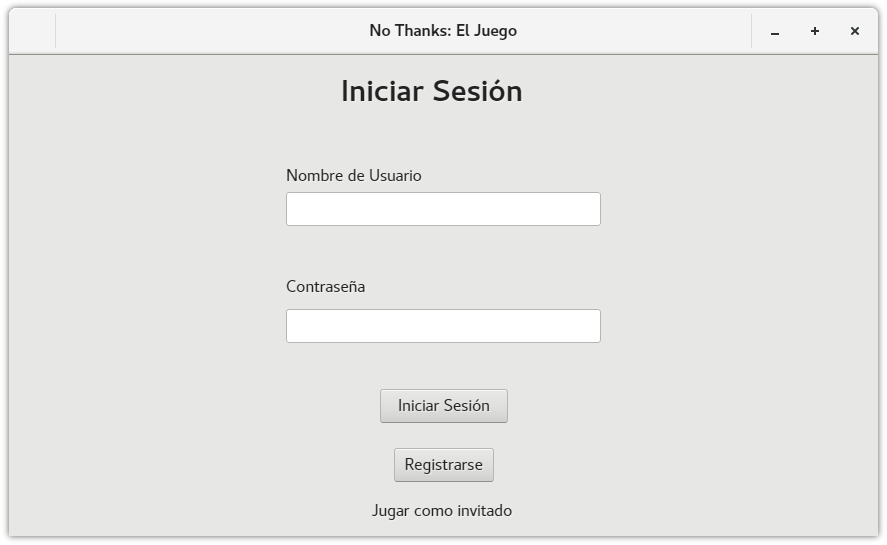 No Thanks: El Juego
Iniciar Sesión
Nombre de Usuario
Contraseña
Iniciar Sesión
Registrarse
Jugar como invitado